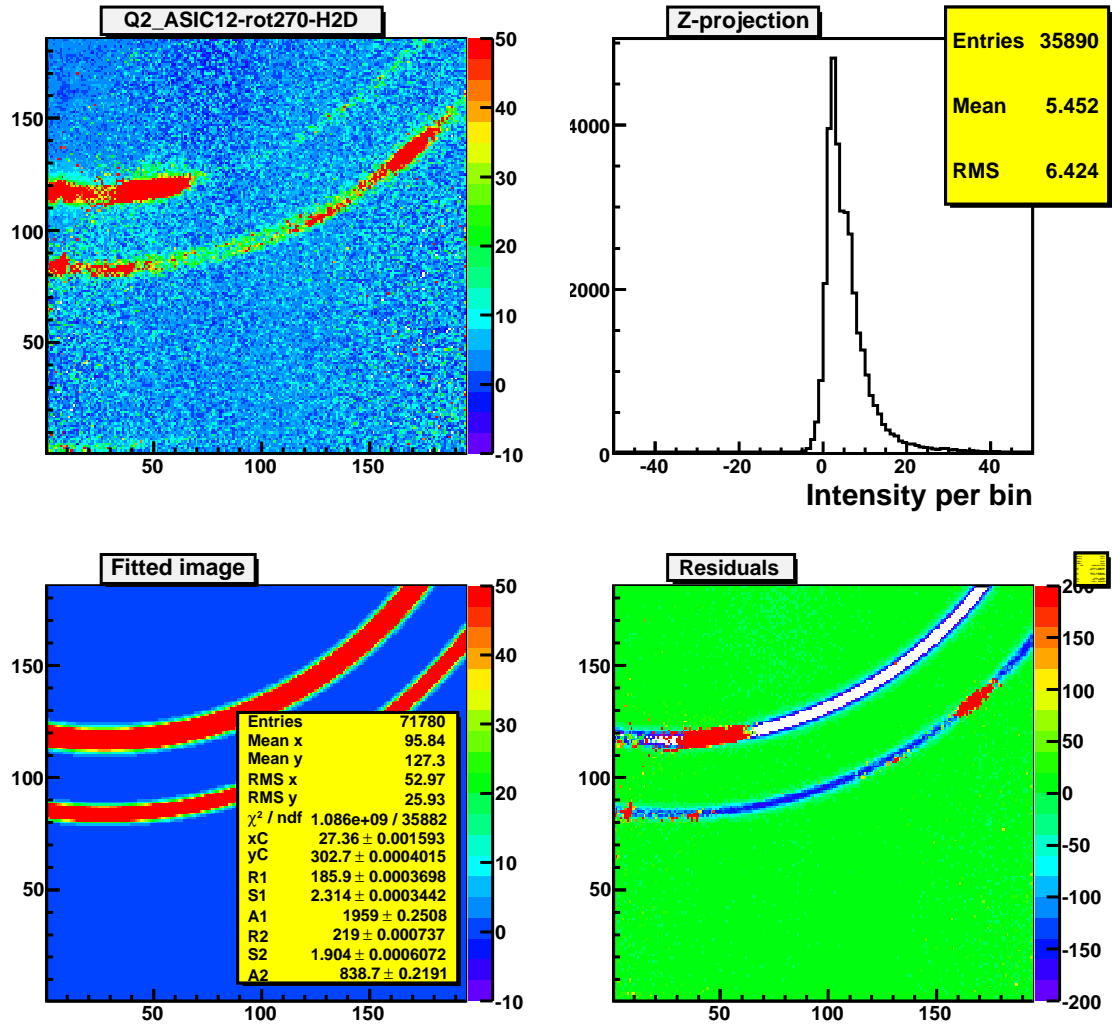 Q2_ASIC12-rot270-H2D
50
40
30
20
10
0
-10
150
100
50
50
100
150
Z-projection
Entries 35890
Mean 5.452
RMS 6.424
4000
2000
0
-40
-20
0
20
40
Intensity per bin
Fitted image
50
40
30
20
10
0
-10
150
100
50
50
100
150
Entries 71780
Mean x 95.84
Mean y 127.3
RMS x 52.97
RMS y 25.93
χ² / ndf 1.086e+09 / 35882
xC 27.36 ± 0.001593
yC 302.7 ± 0.0004015
R1 185.9 ± 0.0003698
S1 2.314 ± 0.0003442
A1 1959 ± 0.2508
R2 219 ± 0.000737
S2 1.904 ± 0.0006072
A2 838.7 ± 0.2191
Residuals
200
150
100
50
0
-50
-100
-150
-200
150
100
50
50
100
150